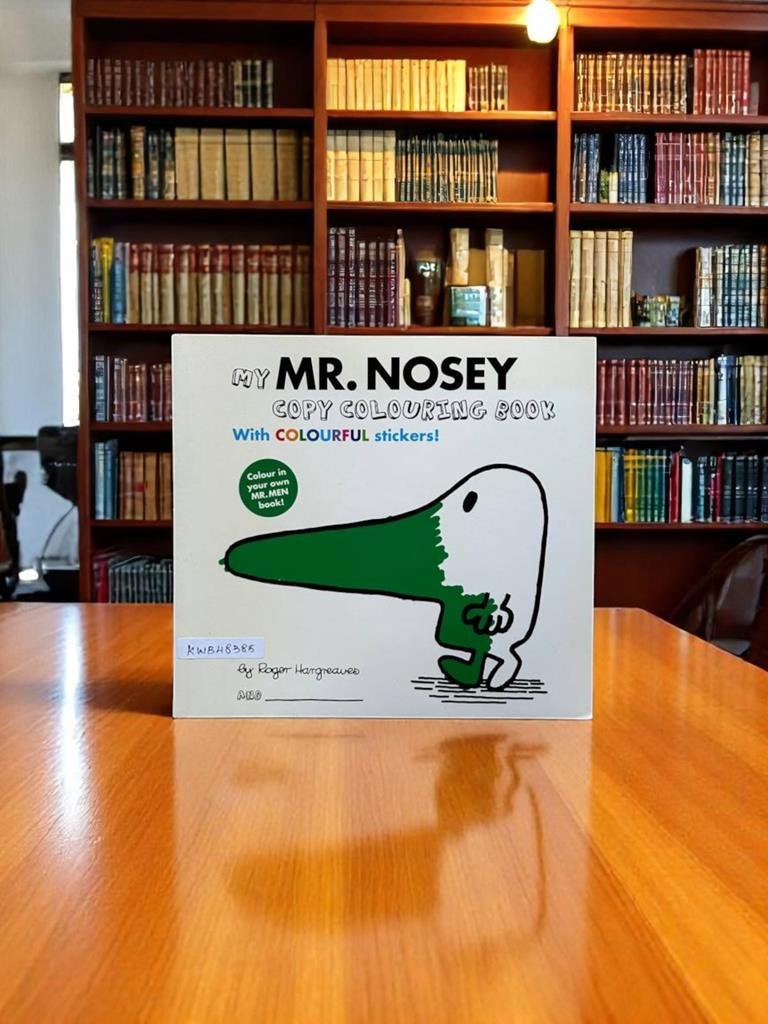 MY MR. NOSEY
COPY COLOURING BOOK
With COLOURFUL stickers!
Colour in
your own
MR.MEN
book!
KWBH8385
by Roger Hargreaves
AND